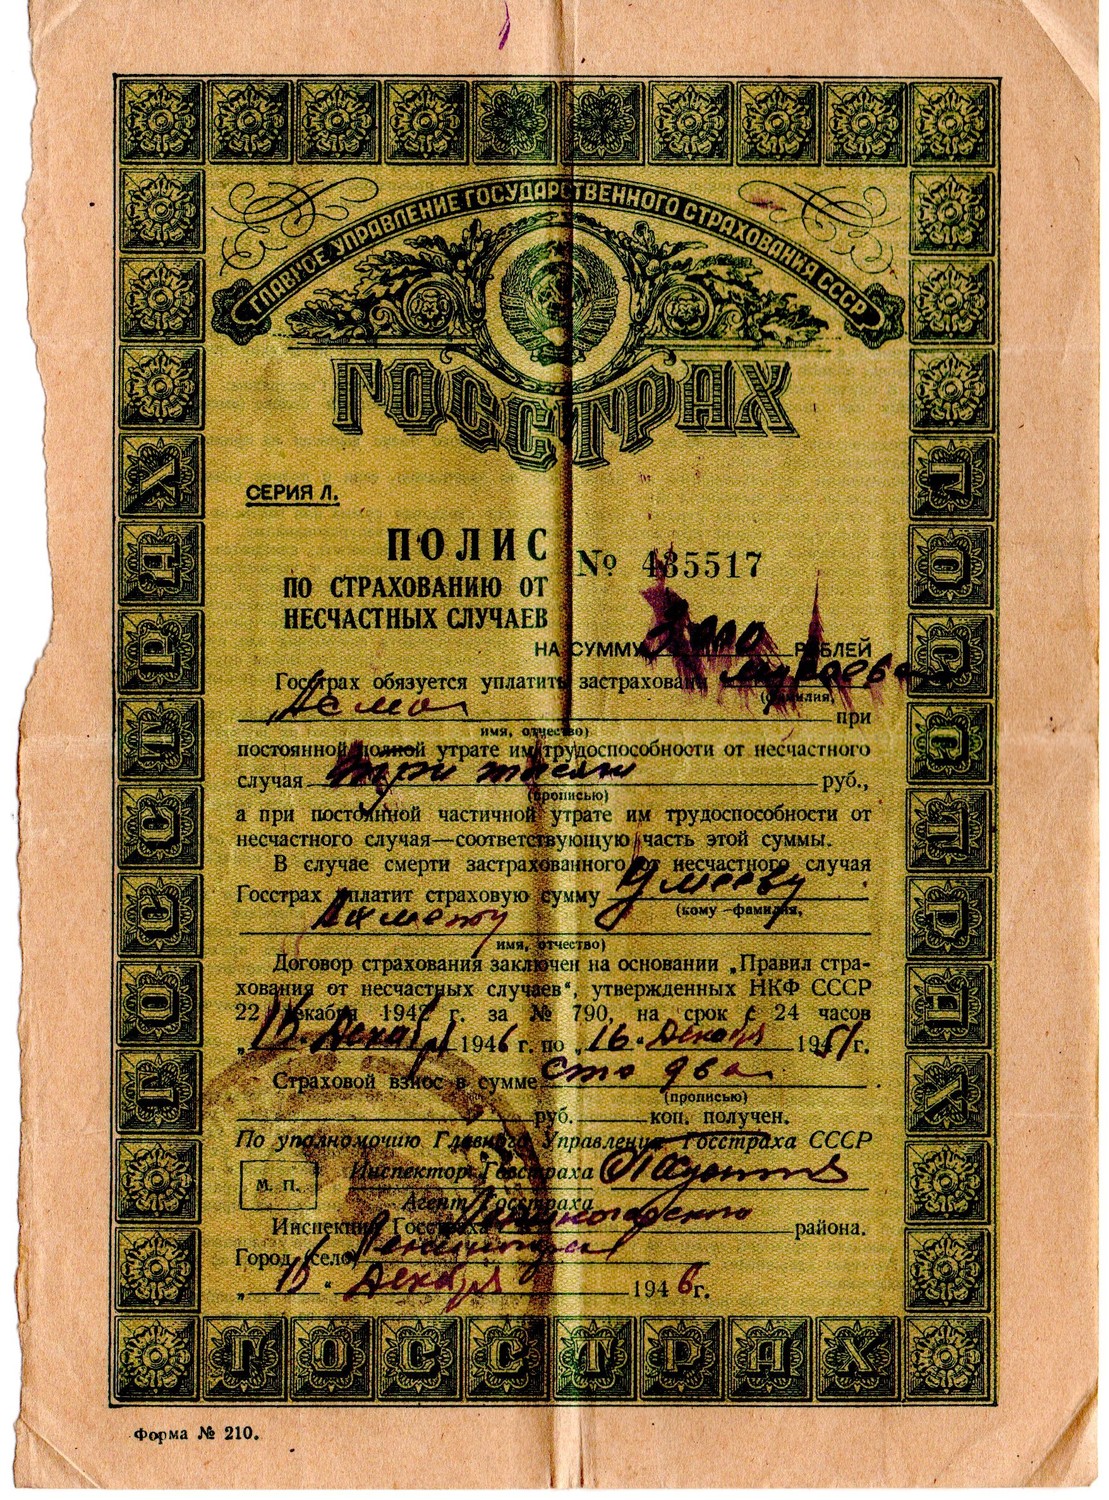 ГЛАВНОЕ УПРАВЛЕНИЕ ГОСУДАРСТВЕННОГО СТРАХОВАНИЯ СССР
ГОССТРАХ
СЕРИЯ Л.
ПОЛИС
ПО СТРАХОВАНИЮ ОТ
НЕСЧАСТНЫХ СЛУЧАЕВ
№ 435517
НА СУММУ 3000 РУБЛЕЙ
Госстрах обязуется уплатить застрахован
(фамилия,
при
имя, отчество)
постоянной полной утрате им трудоспособности от несчастного
случая три тысячи руб.,
(прописью)
а при постоянной частичной утрате им трудоспособности от
несчастного случая—соответствующую часть этой суммы.
В случае смерти застрахованного от несчастного случая
Госстрах уплатит страховую сумму
(кому—фамилия,
Ахмету
имя, отчество)
Договор страхования заключен на основании „Правил стра-
хования от несчастных случаев“, утвержденных НКФ СССР
22 декабря 1942 г. за № 790, на срок с 24 часов
„16 Декабря 1946 г. по „16“ Декабря 1951 г.
Страховой взнос в сумме сто два
(прописью)
руб. коп. получен.
По уполномочию Главного Управления Госстраха СССР
М. П.
Инспектор Госстраха
Агент Госстраха
Инспекция Госстраха района.
Город (село)
„16“ Декабря 1946 г.
ГОССТРАХ
ГОССТРАХ
ГОССТРАХ
Форма № 210.